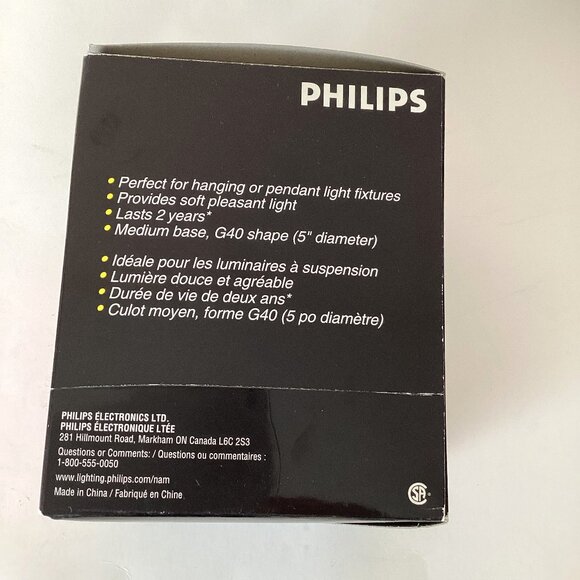 PHILIPS
• Perfect for hanging or pendant light fixtures
• Provides soft pleasant light
• Lasts 2 years*
• Medium base, G40 shape (5" diameter)
• Idéale pour les luminaires à suspension
• Lumière douce et agréable
• Durée de vie de deux ans*
• Culot moyen, forme G40 (5 po diamètre)
PHILIPS ELECTRONICS LTD.
PHILIPS ÉLECTRONIQUE LTÉE
281 Hillmount Road, Markham ON Canada L6C 2S3
Questions or Comments: / Questions ou commentaires :
1-800-555-0050
www.lighting.philips.com/nam
Made in China / Fabriqué en Chine
SA